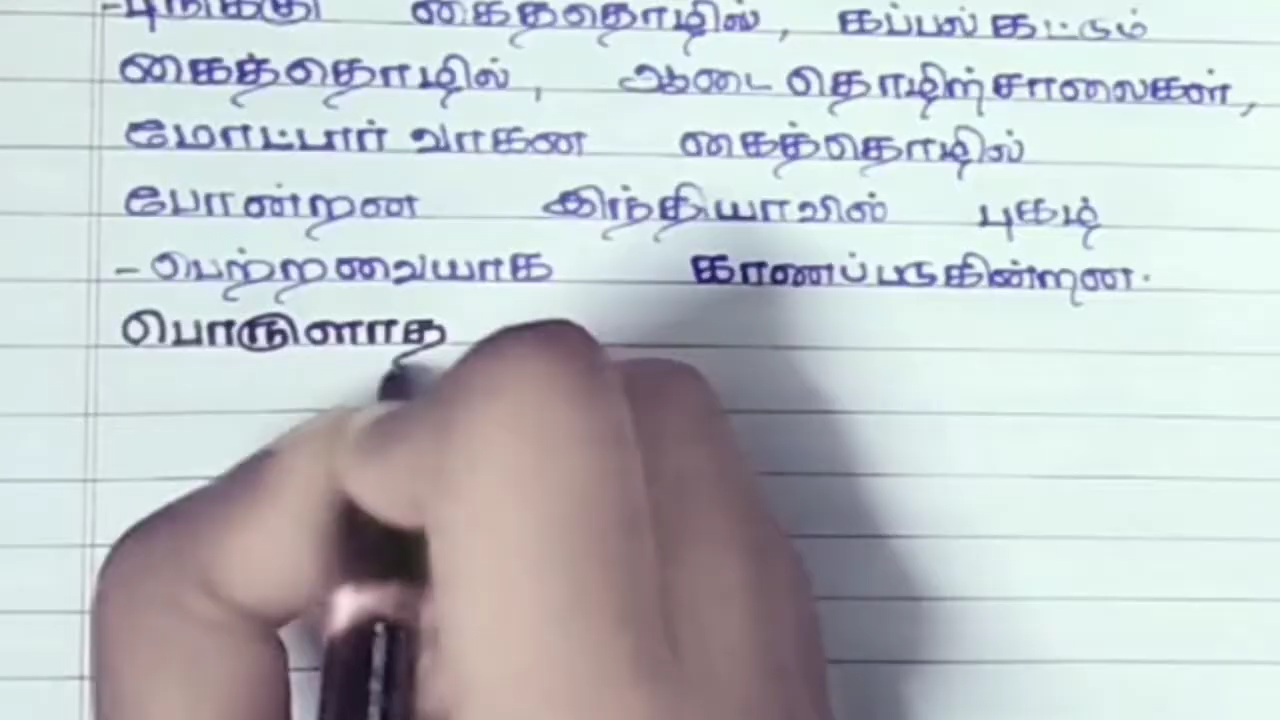 கைத்தொழில், கப்பல் கட்டும்
கைத்தொழில், ஆடை தொழிற்சாலைகள்,
மோட்டார் வாகன கைத்தொழில்
போன்றன இந்தியாவில் புகழ்
-பெற்றவையாக காணப்படுகின்றன.
பொருளாத